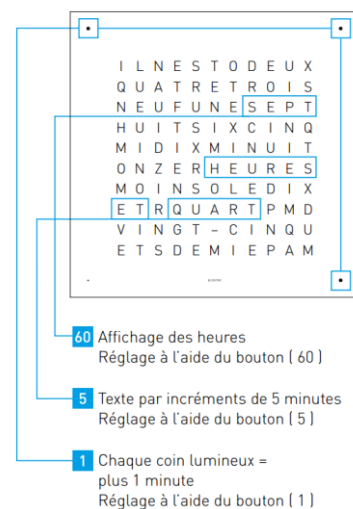 I L N E S T O D E U X
Q U A T R E T R O I S
N E U F U N E S E P T
H U I T S I X C I N Q
M I D I X M I N U I T
O N Z E R H E U R E S
M O I N S O L E D I X
E T R Q U A R T P M D
V I N G T – C I N Q U
E T S D E M I E P A M
60 Affichage des heures
Réglage à l'aide du bouton ( 60 )
5 Texte par incréments de 5 minutes
Réglage à l'aide du bouton ( 5 )
1 Chaque coin lumineux =
plus 1 minute
Réglage à l'aide du bouton ( 1 )